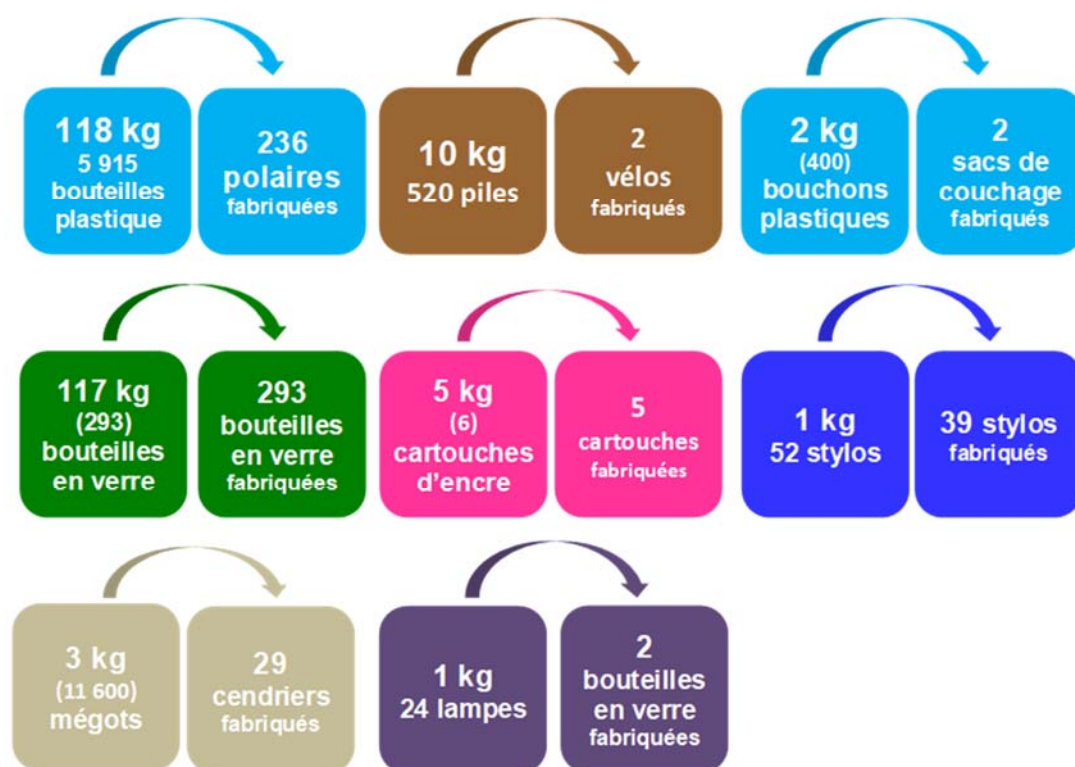 118 kg
5 915
bouteilles
plastique
236
polaires
fabriquées
10 kg
520 piles
2
vélos
fabriqués
2 kg
(400)
bouchons
plastiques
2
sacs de
couchage
fabriqués
117 kg
(293)
bouteilles
en verre
293
bouteilles
en verre
fabriquées
5 kg
(6)
cartouches
d'encre
5
cartouches
fabriquées
1 kg
52 stylos
39 stylos
fabriqués
3 kg
(11 600)
mégots
29
cendriers
fabriqués
1 kg
24 lampes
2
bouteilles
en verre
fabriquées